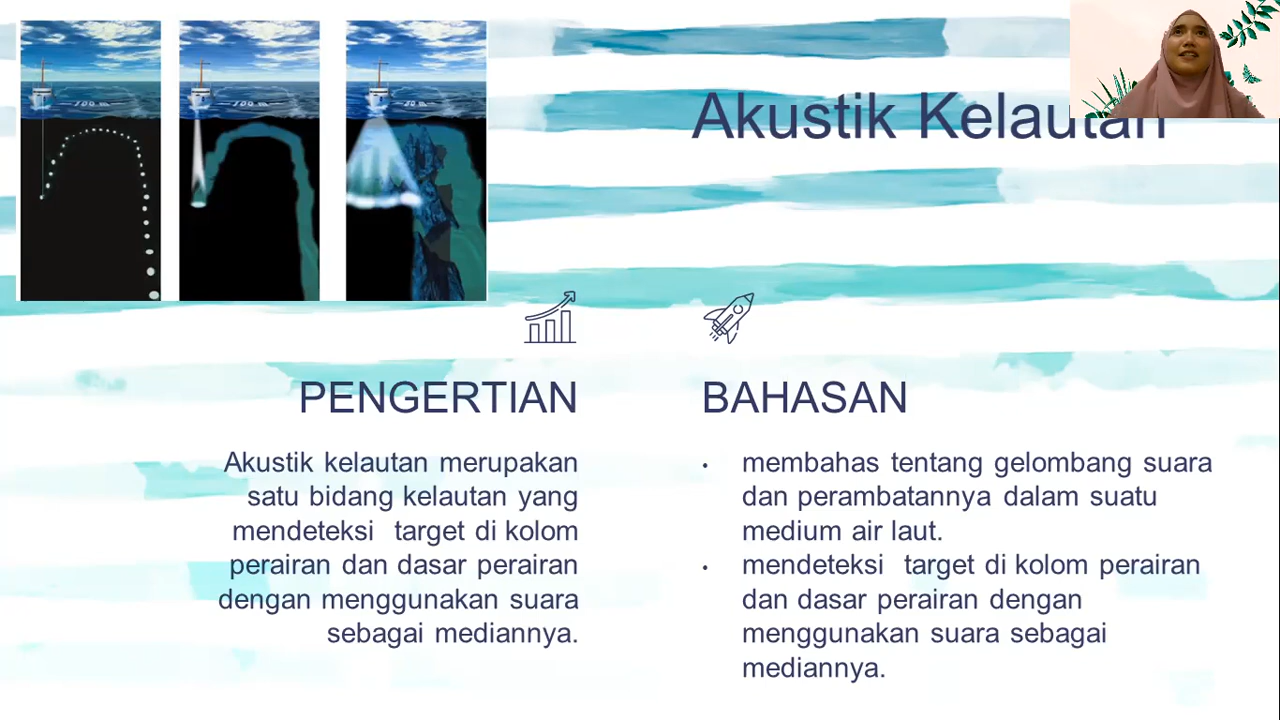 Akustik Kelautan
PENGERTIAN
Akustik kelautan merupakan
satu bidang kelautan yang
mendeteksi target di kolom
perairan dan dasar perairan
dengan menggunakan suara
sebagai mediannya.
BAHASAN
• membahas tentang gelombang suara
dan perambatannya dalam suatu
medium air laut.
• mendeteksi target di kolom perairan
dan dasar perairan dengan
menggunakan suara sebagai
mediannya.